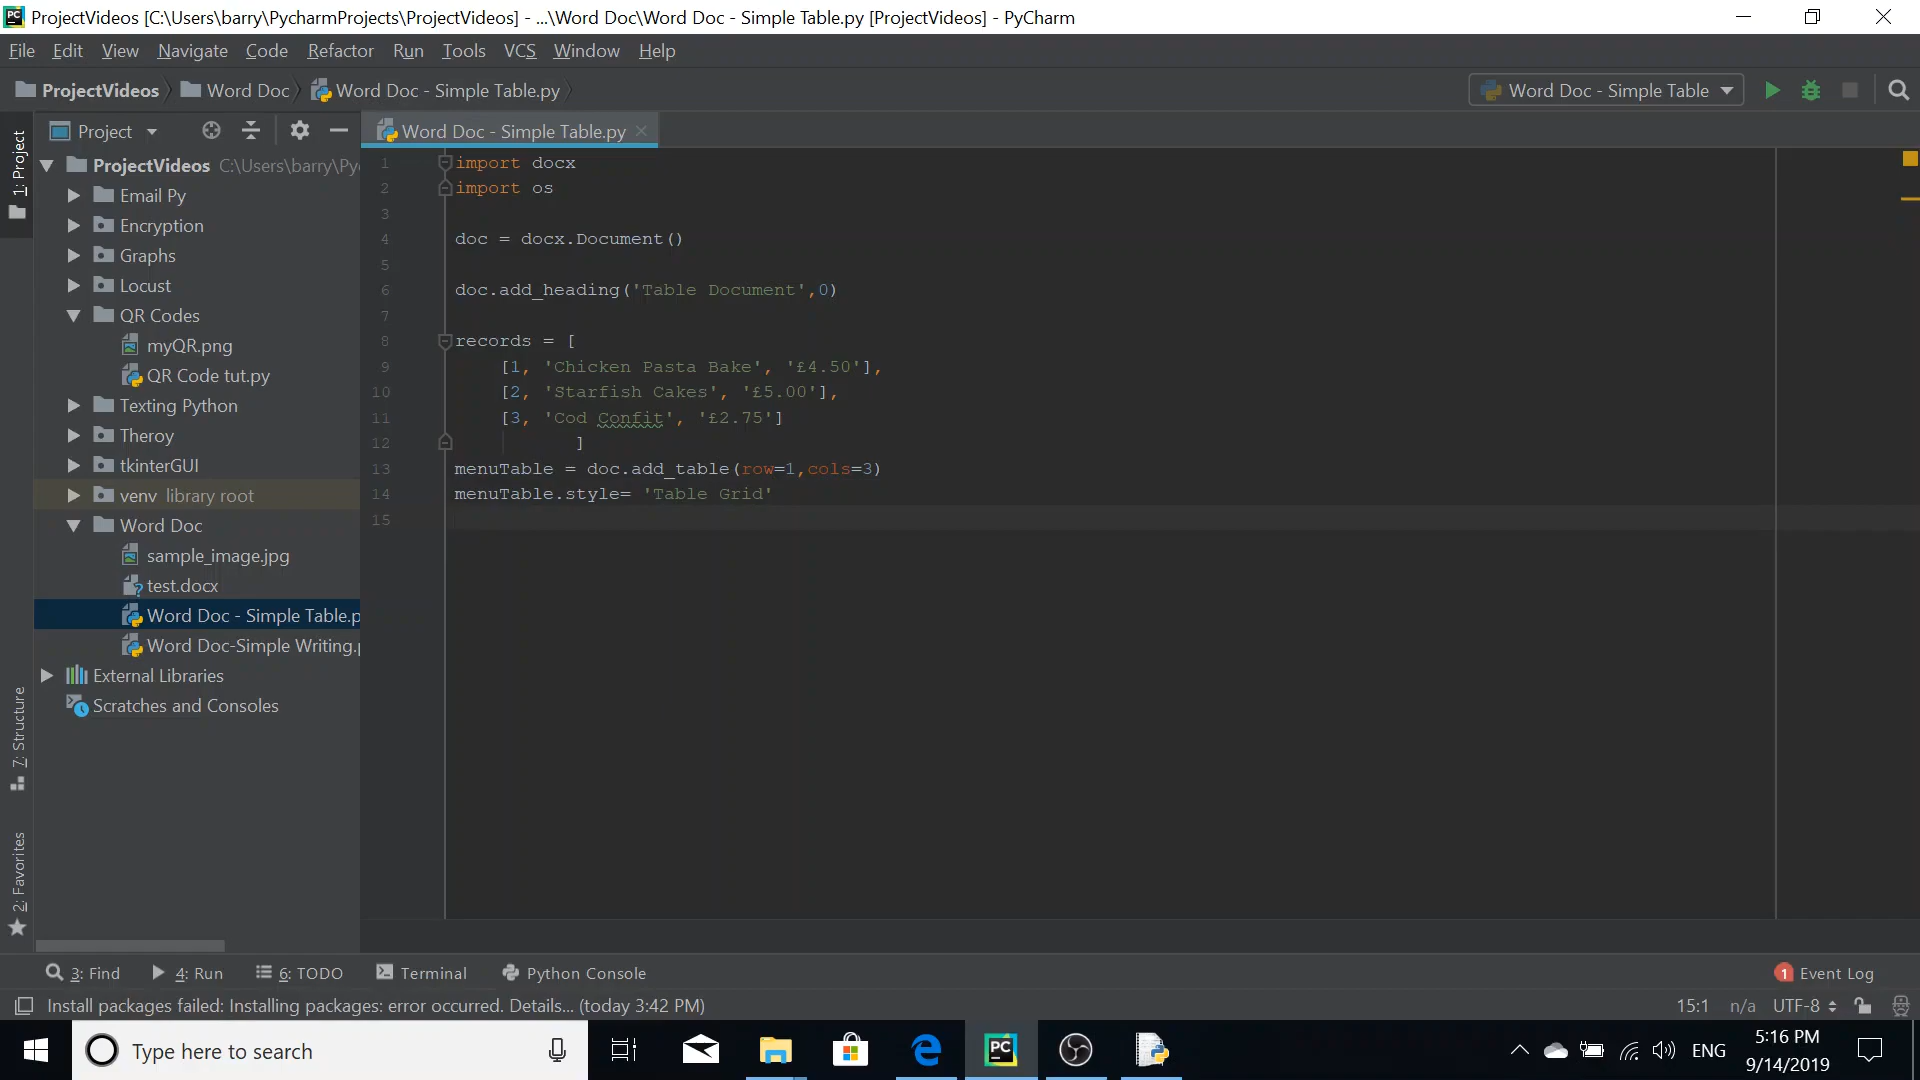 PC ProjectVideos [C:\Users\barry\PycharmProjects\ProjectVideos] - ...\Word Doc\Word Doc - Simple Table.py [ProjectVideos] - PyCharm
File Edit View Navigate Code Refactor Run Tools VCS Window Help
ProjectVideos Word Doc Word Doc - Simple Table.py Word Doc - Simple Table
1: Project
Project
ProjectVideos C:\Users\barry\Py
Email Py
Encryption
Graphs
Locust
QR Codes
myQR.png
QR Code tut.py
Texting Python
Theroy
tkinterGUI
venv library root
Word Doc
sample_image.jpg
test.docx
Word Doc - Simple Table.p
Word Doc-Simple Writing.p
External Libraries
Scratches and Consoles
7: Structure
2: Favorites
Word Doc - Simple Table.py
1 import docx
2 import os
3
4 doc = docx.Document()
5
6 doc.add_heading('Table Document',0)
7
8 records = [
9 [1, 'Chicken Pasta Bake', '£4.50'],
10 [2, 'Starfish Cakes', '£5.00'],
11 [3, 'Cod Confit', '£2.75']
12 ]
13 menuTable = doc.add_table(row=1,cols=3)
14 menuTable.style= 'Table Grid'
15
3: Find 4: Run 6: TODO Terminal Python Console 1 Event Log
Install packages failed: Installing packages: error occurred. Details... (today 3:42 PM) 15:1 n/a UTF-8
Type here to search PC ENG 5:16 PM
9/14/2019